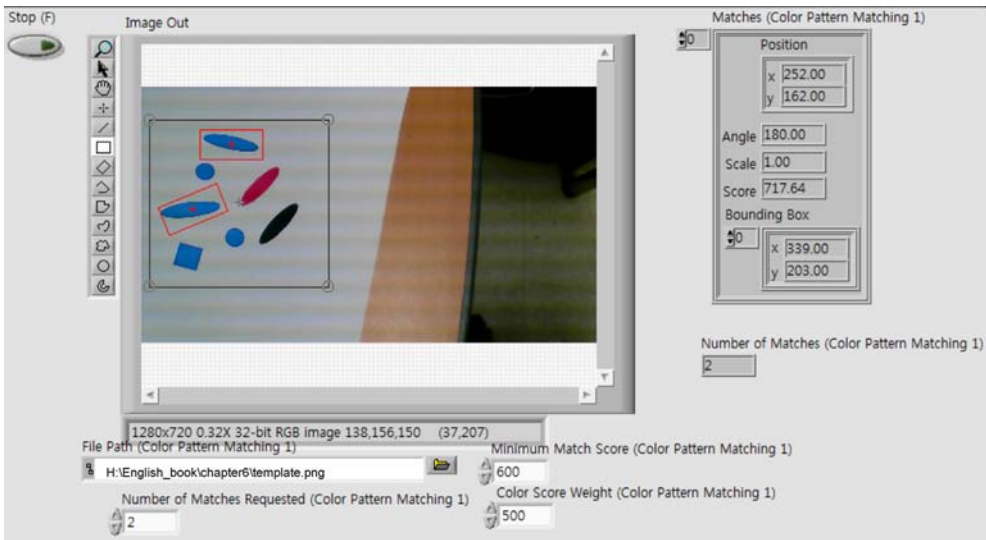 Stop (F)
Image Out
Matches (Color Pattern Matching 1)
0
Position
x 252.00
y 162.00
Angle 180.00
Scale 1.00
Score 717.64
Bounding Box
0
x 339.00
y 203.00
Number of Matches (Color Pattern Matching 1)
2
1280x720 0.32X 32-bit RGB image 138,156,150 (37,207)
File Path (Color Pattern Matching 1)
H:\English_book\chapter6\template.png
Minimum Match Score (Color Pattern Matching 1)
600
Number of Matches Requested (Color Pattern Matching 1)
2
Color Score Weight (Color Pattern Matching 1)
500